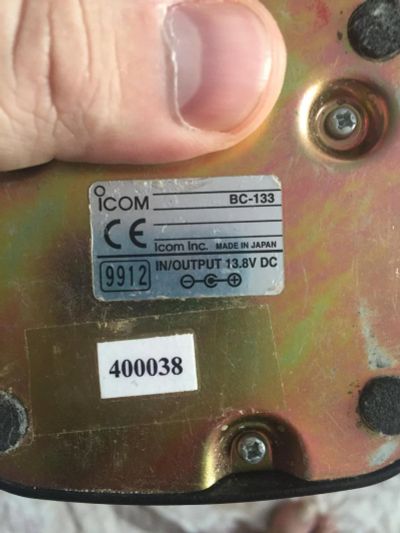 ICOM BC-133
CE Icom Inc. MADE IN JAPAN
9912 IN/OUTPUT 13.8V DC
400038